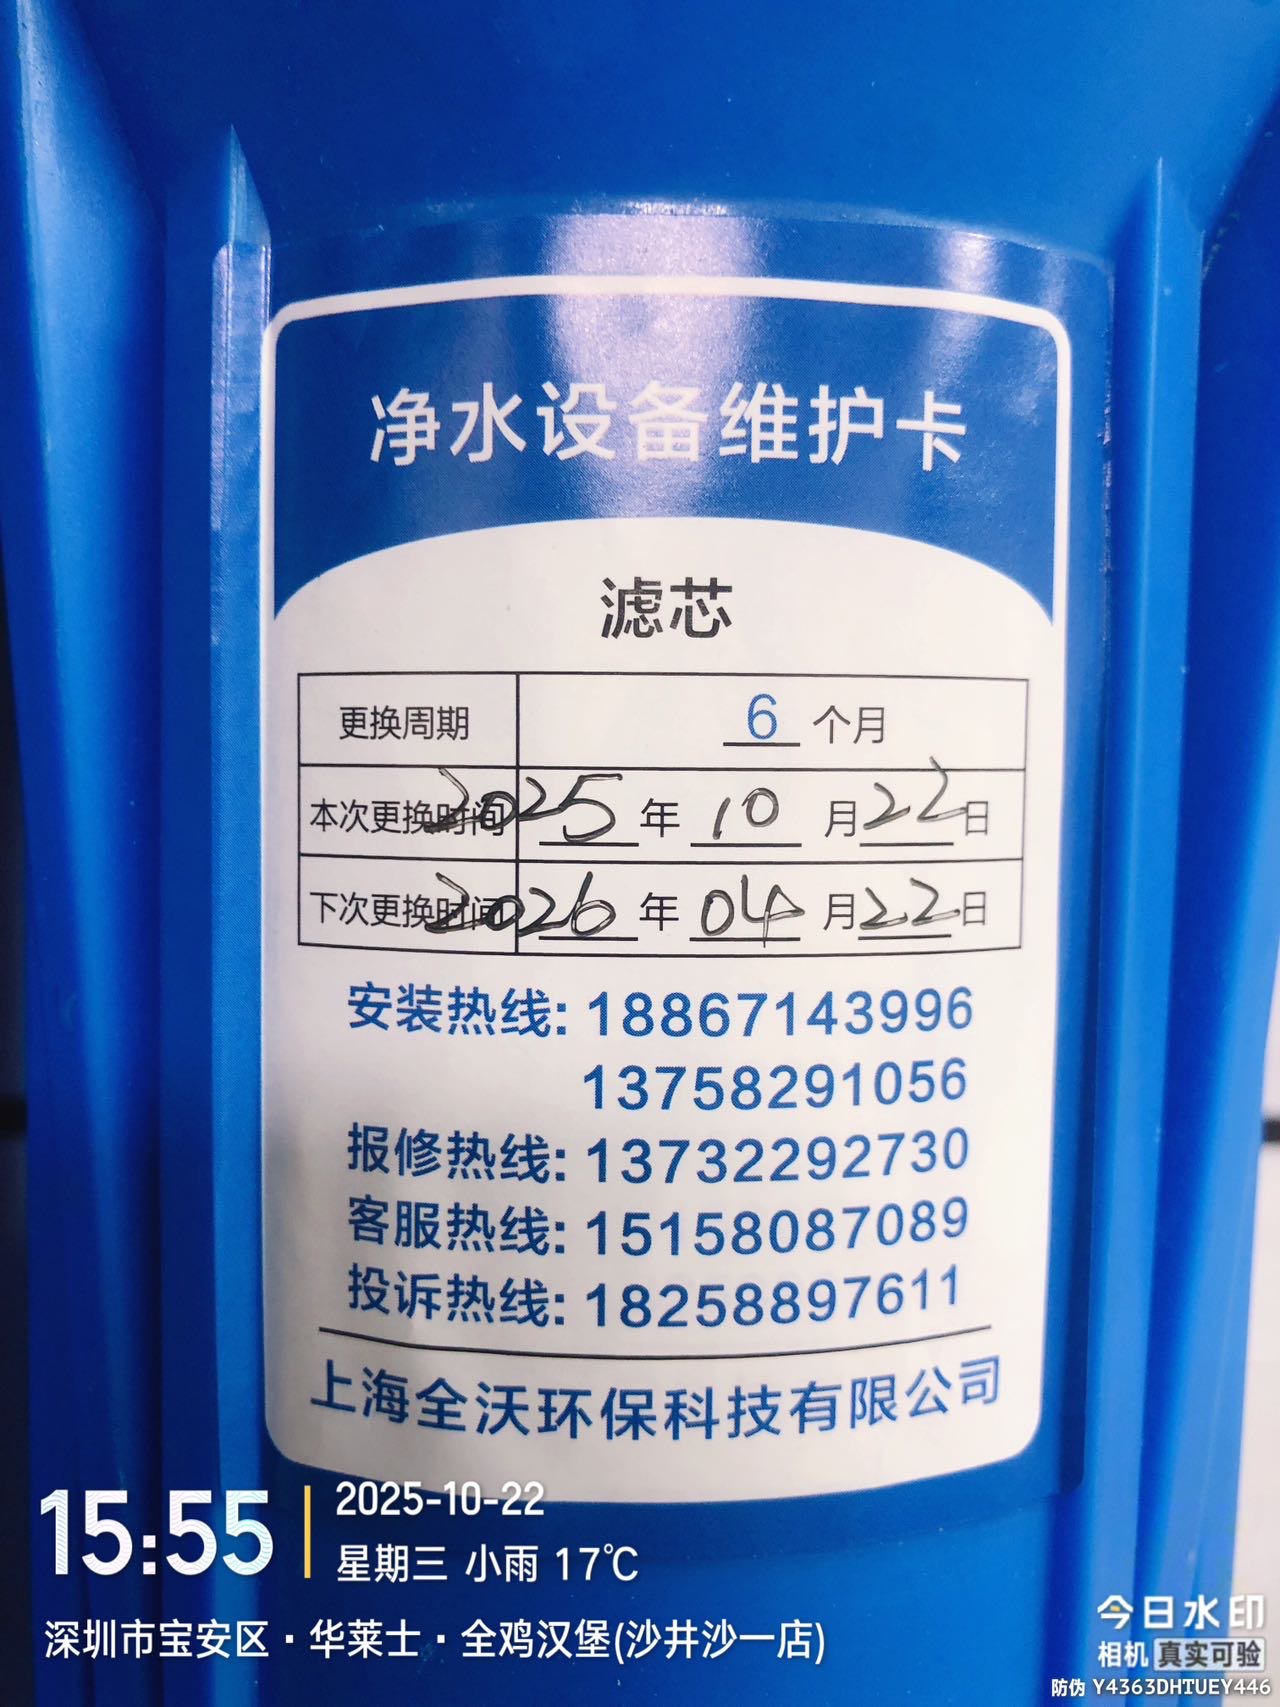 净水设备维护卡
滤芯
更换周期 6 个月
本次更换时间 2025 年 10 月 22 日
下次更换时间 2026 年 04 月 22 日
安装热线: 18867143996
13758291056
报修热线: 13732292730
客服热线: 15158087089
投诉热线: 18258897611
上海全沃环保科技有限公司
15:55
2025-10-22
星期三 小雨 17℃
深圳市宝安区·华莱士·全鸡汉堡(沙井沙一店)
今日水印
相机 真实可验
防伪 Y4363DHTUEY446